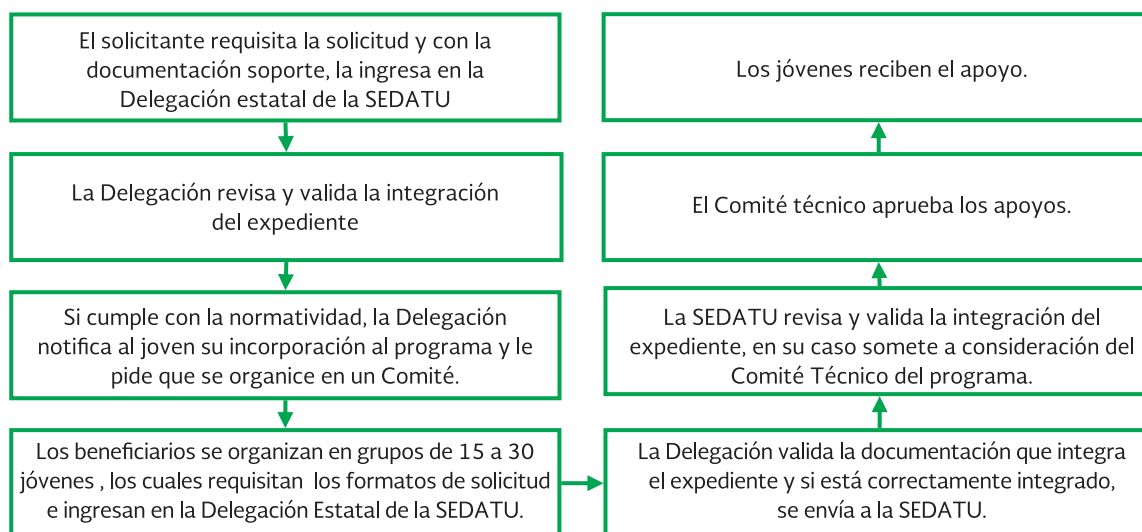 El solicitante requisita la solicitud y con la
documentación soporte, la ingresa en la
Delegación estatal de la SEDATU
La Delegación revisa y valida la integración
del expediente
Si cumple con la normatividad, la Delegación
notifica al joven su incorporación al programa y le
pide que se organice en un Comité.
Los beneficiarios se organizan en grupos de 15 a 30
jóvenes , los cuales requisitan los formatos de solicitud
e ingresan en la Delegación Estatal de la SEDATU.
La Delegación valida la documentación que integra
el expediente y si está correctamente integrado,
se envía a la SEDATU.
La SEDATU revisa y valida la integración del
expediente, en su caso somete a consideración del
Comité Técnico del programa.
El Comité técnico aprueba los apoyos.
Los jóvenes reciben el apoyo.